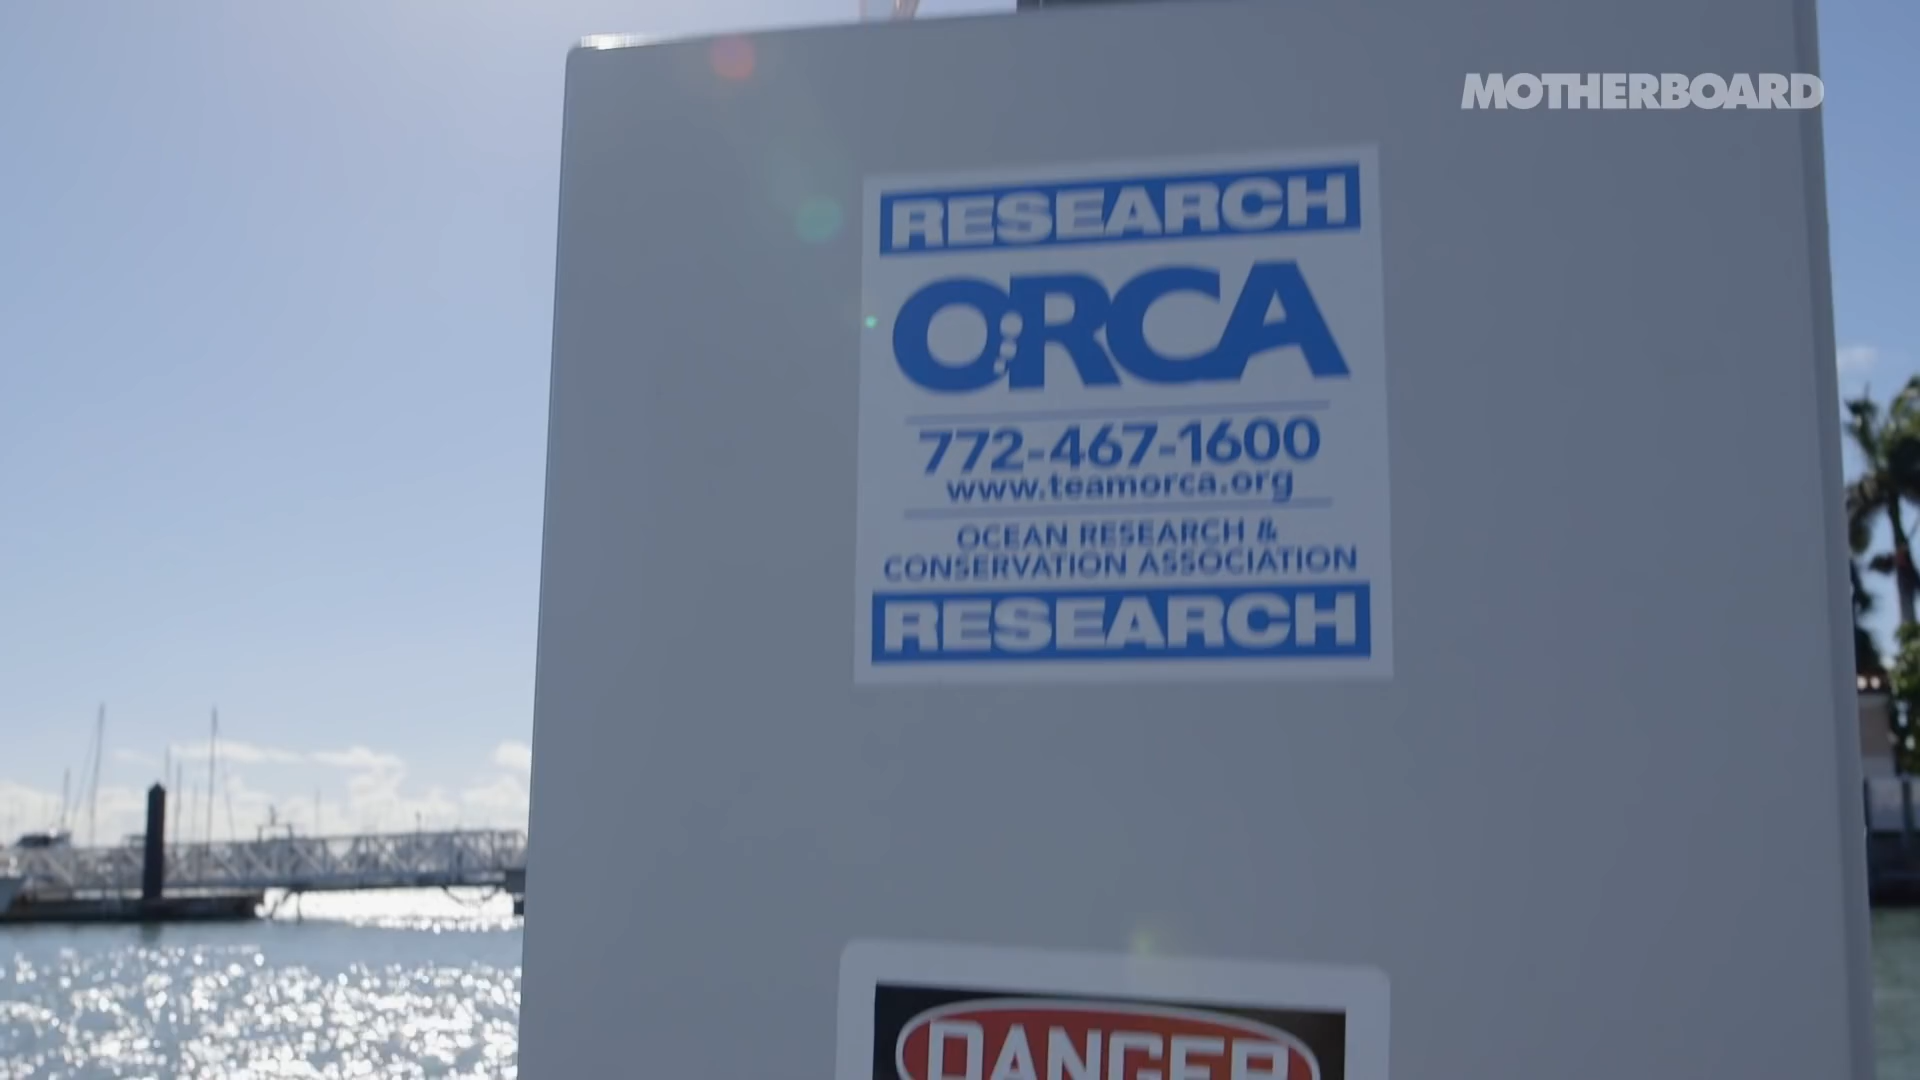 MOTHERBOARD
RESEARCH
ORCA
772-467-1600
www.teamorca.org
OCEAN RESEARCH &
CONSERVATION ASSOCIATION
RESEARCH
DANGER